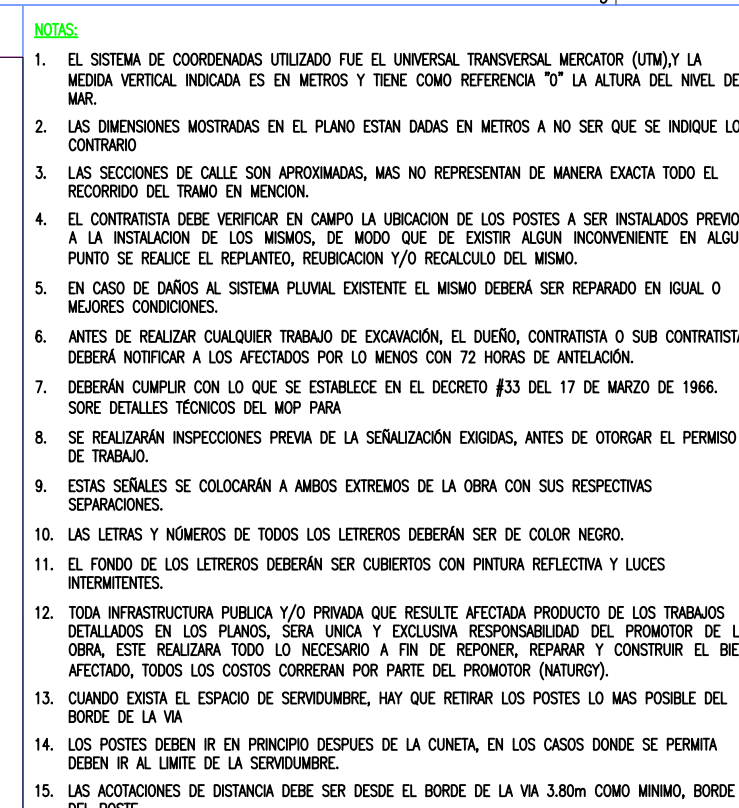 NOTAS:
1. EL SISTEMA DE COORDENADAS UTILIZADO FUE EL UNIVERSAL TRANSVERSAL MERCATOR (UTM),Y LA
MEDIDA VERTICAL INDICADA ES EN METROS Y TIENE COMO REFERENCIA "0" LA ALTURA DEL NIVEL DE
MAR.
2. LAS DIMENSIONES MOSTRADAS EN EL PLANO ESTAN DADAS EN METROS A NO SER QUE SE INDIQUE LO
CONTRARIO
3. LAS SECCIONES DE CALLE SON APROXIMADAS, MAS NO REPRESENTAN DE MANERA EXACTA TODO EL
RECORRIDO DEL TRAMO EN MENCION.
4. EL CONTRATISTA DEBE VERIFICAR EN CAMPO LA UBICACION DE LOS POSTES A SER INSTALADOS PREVIO
A LA INSTALACION DE LOS MISMOS, DE MODO QUE DE EXISTIR ALGUN INCONVENIENTE EN ALGU
PUNTO SE REALICE EL REPLANTEO, REUBICACION Y/O RECALCULO DEL MISMO.
5. EN CASO DE DAÑOS AL SISTEMA PLUVIAL EXISTENTE EL MISMO DEBERÁ SER REPARADO EN IGUAL O
MEJORES CONDICIONES.
6. ANTES DE REALIZAR CUALQUIER TRABAJO DE EXCAVACIÓN, EL DUEÑO, CONTRATISTA O SUB CONTRATISTA
DEBERÁ NOTIFICAR A LOS AFECTADOS POR LO MENOS CON 72 HORAS DE ANTELACIÓN.
7. DEBERÁN CUMPLIR CON LO QUE SE ESTABLECE EN EL DECRETO #33 DEL 17 DE MARZO DE 1966.
SORE DETALLES TÉCNICOS DEL MOP PARA
8. SE REALIZARÁN INSPECCIONES PREVIA DE LA SEÑALIZACIÓN EXIGIDAS, ANTES DE OTORGAR EL PERMISO
DE TRABAJO.
9. ESTAS SEÑALES SE COLOCARÁN A AMBOS EXTREMOS DE LA OBRA CON SUS RESPECTIVAS
SEPARACIONES.
10. LAS LETRAS Y NÚMEROS DE TODOS LOS LETREROS DEBERÁN SER DE COLOR NEGRO.
11. EL FONDO DE LOS LETREROS DEBERÁN SER CUBIERTOS CON PINTURA REFLECTIVA Y LUCES
INTERMITENTES.
12. TODA INFRASTRUCTURA PUBLICA Y/O PRIVADA QUE RESULTE AFECTADA PRODUCTO DE LOS TRABAJOS
DETALLADOS EN LOS PLANOS, SERA UNICA Y EXCLUSIVA RESPONSABILIDAD DEL PROMOTOR DE L
OBRA, ESTE REALIZARA TODO LO NECESARIO A FIN DE REPONER, REPARAR Y CONSTRUIR EL BIE
AFECTADO, TODOS LOS COSTOS CORRERAN POR PARTE DEL PROMOTOR (NATURGY).
13. CUANDO EXISTA EL ESPACIO DE SERVIDUMBRE, HAY QUE RETIRAR LOS POSTES LO MAS POSIBLE DEL
BORDE DE LA VIA
14. LOS POSTES DEBEN IR EN PRINCIPIO DESPUES DE LA CUNETA, EN LOS CASOS DONDE SE PERMITA
DEBEN IR AL LIMITE DE LA SERVIDUMBRE.
15. LAS ACOTACIONES DE DISTANCIA DEBE SER DESDE EL BORDE DE LA VIA 3.80m COMO MINIMO, BORDE
DEL POSTE